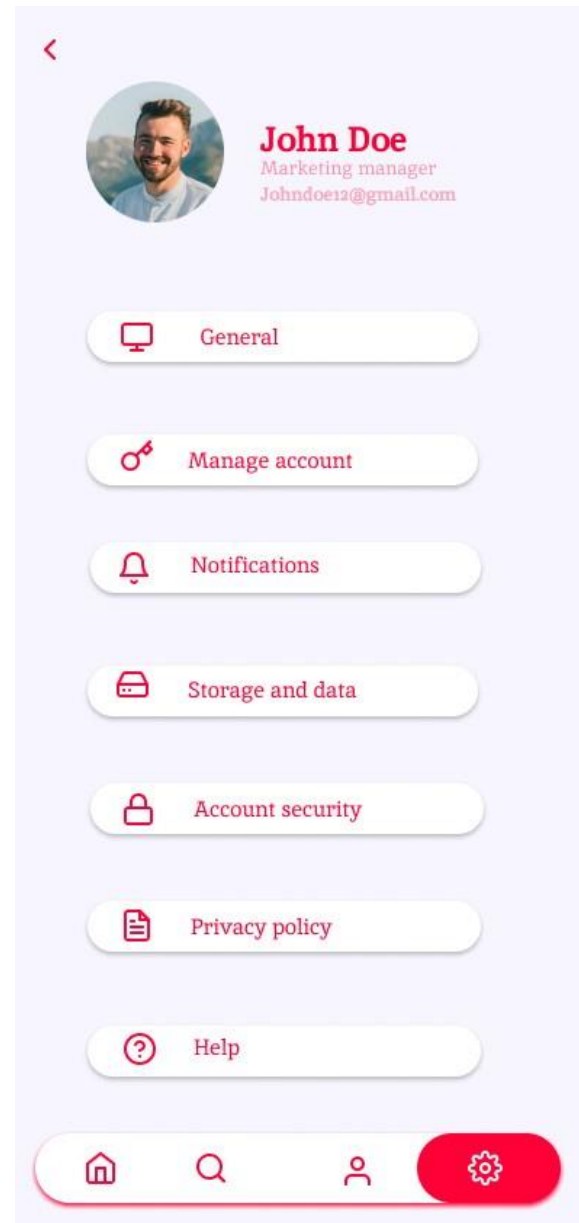 John Doe
Marketing manager
Johndoe12@gmail.com
General
Manage account
Notifications
Storage and data
Account security
Privacy policy
Help